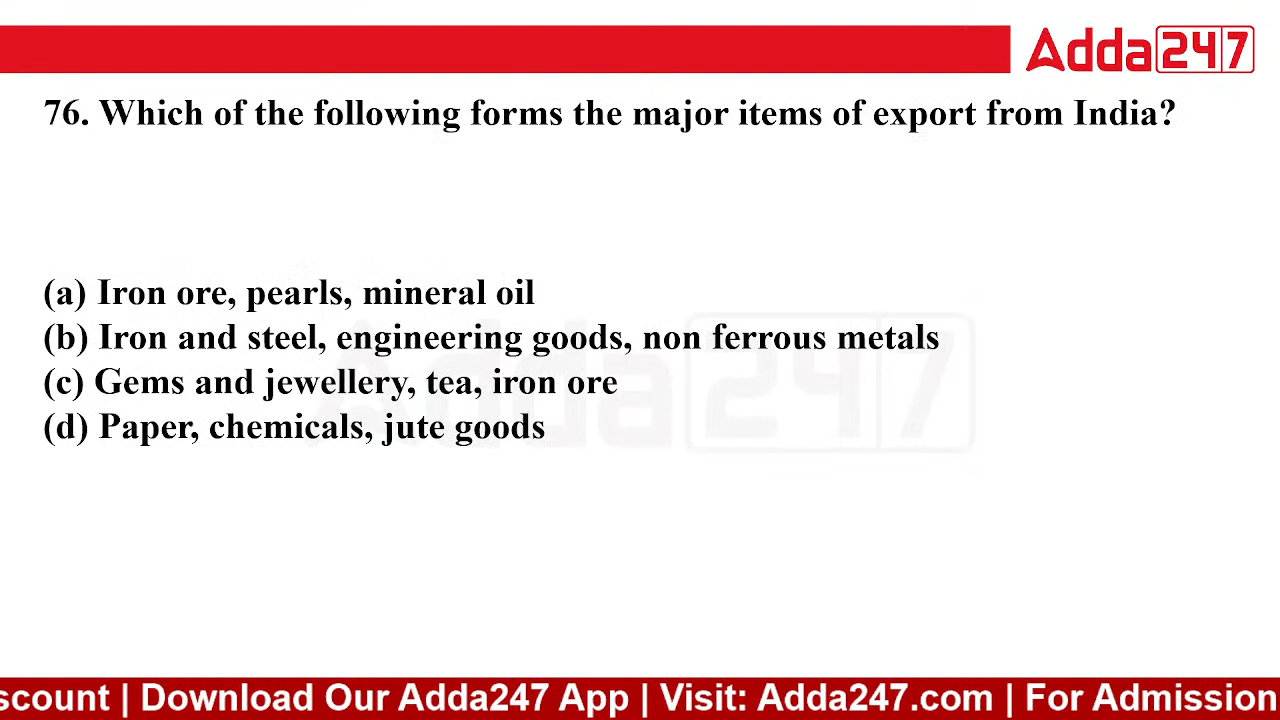 Adda247
76. Which of the following forms the major items of export from India?
(a) Iron ore, pearls, mineral oil
(b) Iron and steel, engineering goods, non ferrous metals
(c) Gems and jewellery, tea, iron ore
(d) Paper, chemicals, jute goods
Adda247
scount | Download Our Adda247 App | Visit: Adda247.com | For Admission